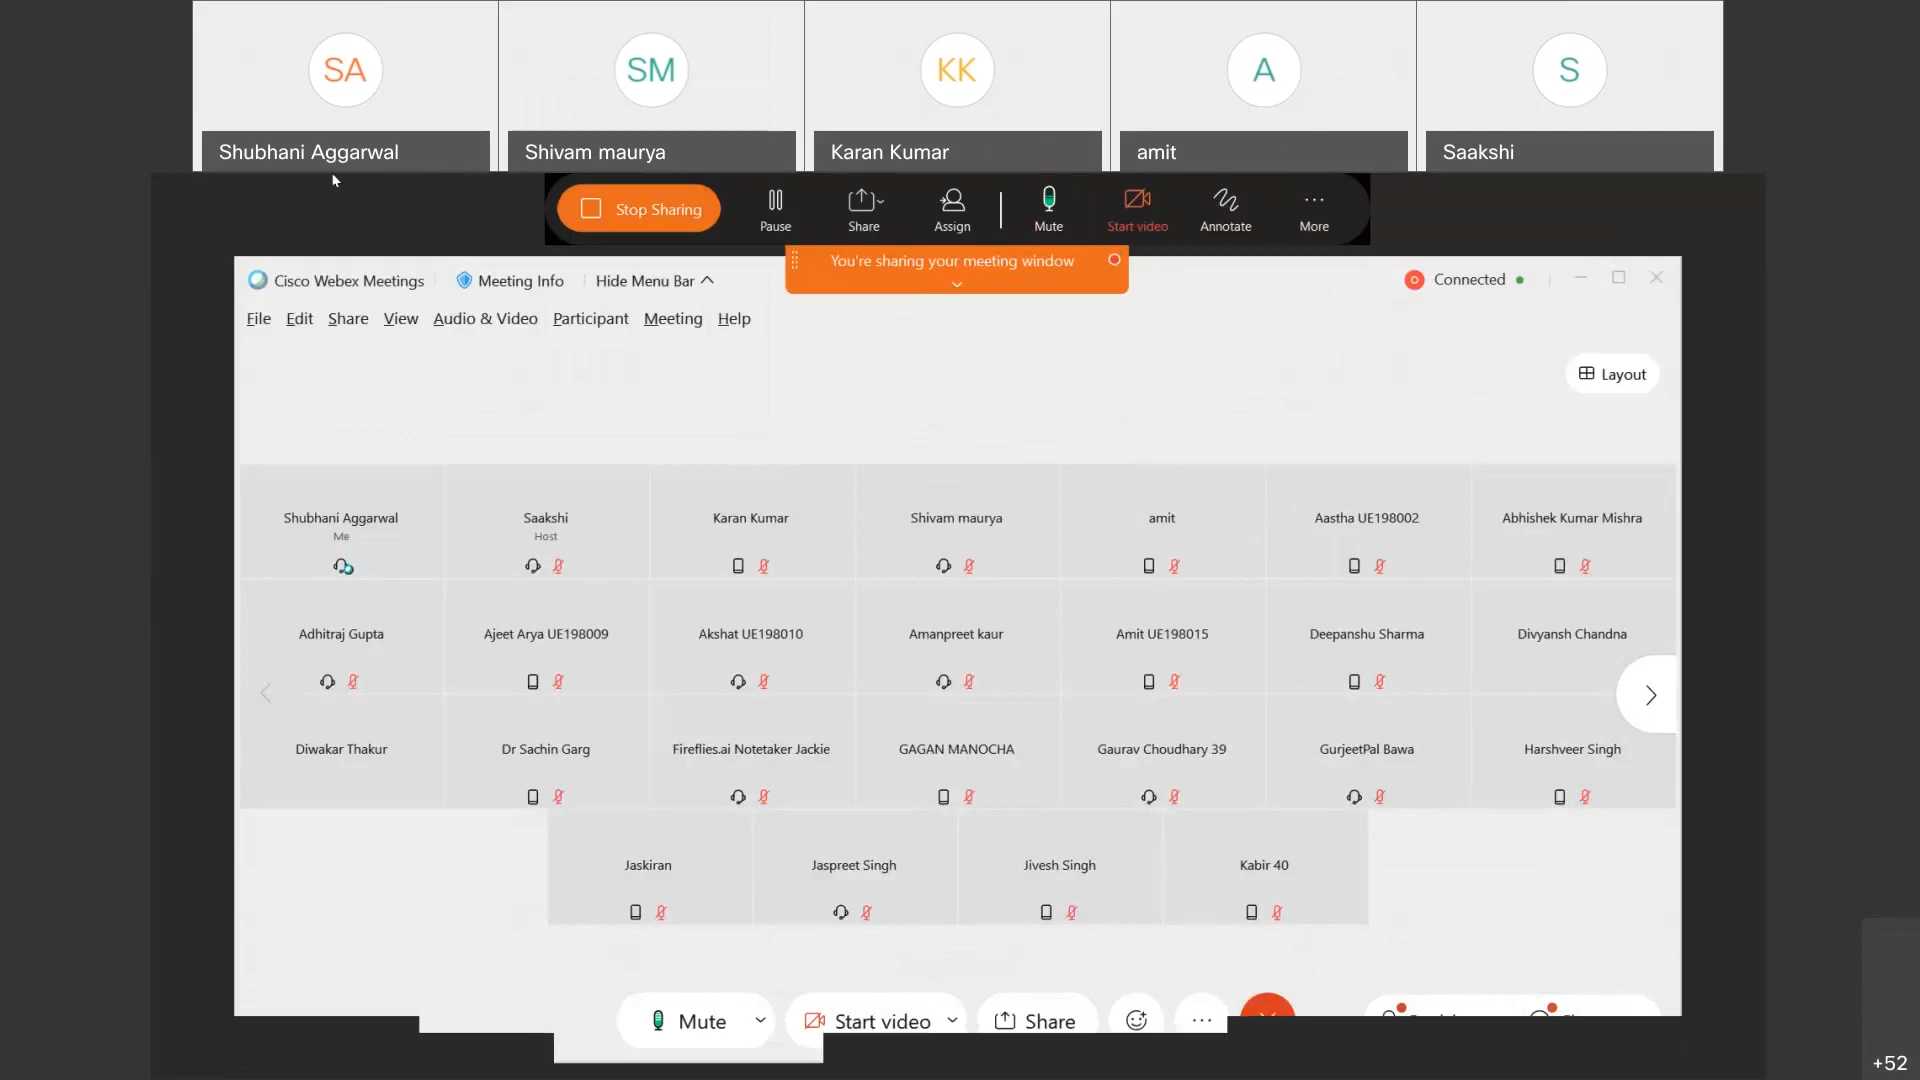 SA SM KK A S
Shubhani Aggarwal Shivam maurya Karan Kumar amit Saakshi
Stop Sharing Pause Share Assign Mute Start video Annotate More
You're sharing your meeting window
Cisco Webex Meetings Meeting Info Hide Menu Bar Connected
File Edit Share View Audio & Video Participant Meeting Help
Layout
Shubhani Aggarwal Saakshi Karan Kumar Shivam maurya amit Aastha UE198002 Abhishek Kumar Mishra
Me Host
Adhitraj Gupta Ajeet Arya UE198009 Akshat UE198010 Amanpreet kaur Amit UE198015 Deepanshu Sharma Divyansh Chandna
Diwakar Thakur Dr Sachin Garg Fireflies.ai Notetaker Jackie GAGAN MANOCHA Gaurav Choudhary 39 GurjeetPal Bawa Harshveer Singh
Jaskiran Jaspreet Singh Jivesh Singh Kabir 40
Mute Start video Share
+52